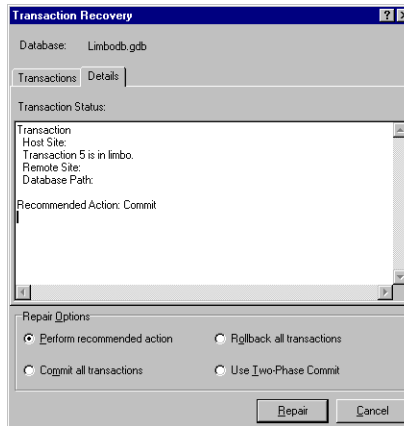 Transaction Recovery
Database: Limbodb.gdb
Transactions Details
Transaction Status:
Transaction
Host Site:
Transaction 5 is in limbo.
Remote Site:
Database Path:
Recommended Action: Commit
Repair Options
Perform recommended action Rollback all transactions
Commit all transactions Use Two-Phase Commit
Repair Cancel